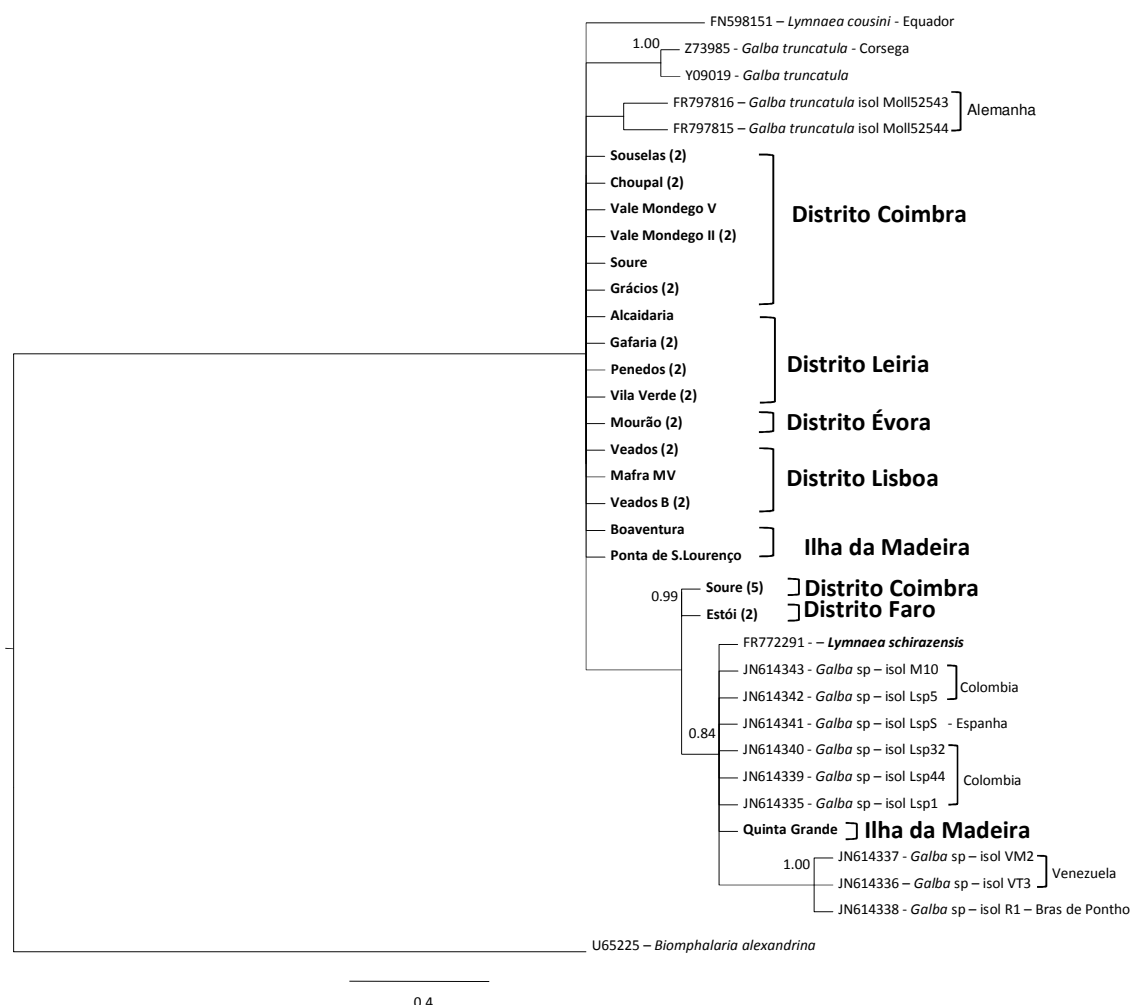 FN598151 – Lymnaea cousini - Equador
1.00
Z73985 - Galba truncatula - Corsega
Y09019 - Galba truncatula
FR797816 – Galba truncatula isol Moll52543
Alemanha
FR797815 – Galba truncatula isol Moll52544
Souselas (2)
Choupal (2)
Vale Mondego V
Distrito Coimbra
Vale Mondego II (2)
Soure
Grácios (2)
Alcaidaria
Gafaria (2)
Distrito Leiria
Penedos (2)
Vila Verde (2)
Mourão (2)
Distrito Évora
Veados (2)
Mafra MV
Distrito Lisboa
Veados B (2)
Boaventura
Ilha da Madeira
Ponta de S.Lourenço
0.99
Soure (5)
Distrito Coimbra
Estói (2)
Distrito Faro
FR772291 - – Lymnaea schirazensis
JN614343 - Galba sp – isol M10
Colombia
JN614342 - Galba sp – isol Lsp5
JN614341 - Galba sp – isol LspS - Espanha
0.84
JN614340 – Galba sp – isol Lsp32
JN614339 - Galba sp – isol Lsp44
Colombia
JN614335 - Galba sp – isol Lsp1
Quinta Grande
Ilha da Madeira
1.00
JN614337 - Galba sp – isol VM2
Venezuela
JN614336 – Galba sp – isol VT3
JN614338 - Galba sp – isol R1 – Bras de Pontho
U65225 – Biomphalaria alexandrina
0.4